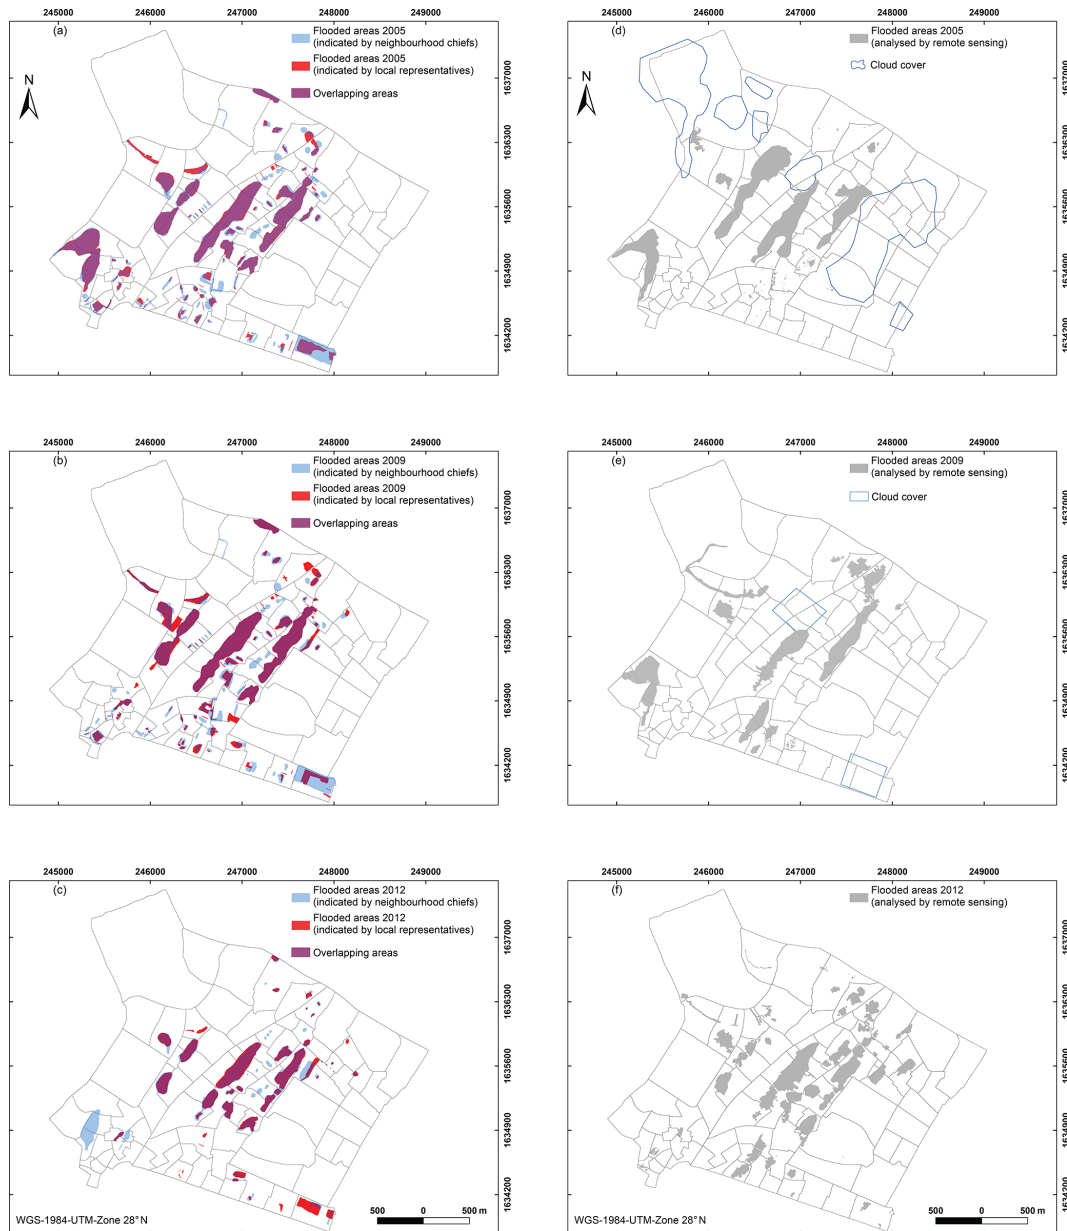 245000 246000 247000 248000 249000
(a)
Flooded areas 2005
(indicated by neighbourhood chiefs)
Flooded areas 2005
(indicated by local representatives)
Overlapping areas
N
1637000
1636300
1635600
1634900
1634200
245000 246000 247000 248000 249000
(d)
Flooded areas 2005
(analysed by remote sensing)
Cloud cover
N
1637000
1636300
1635600
1634900
1634200
245000 246000 247000 248000 249000
(b)
Flooded areas 2009
(indicated by neighbourhood chiefs)
Flooded areas 2009
(indicated by local representatives)
Overlapping areas
1637000
1636300
1635600
1634900
1634200
245000 246000 247000 248000 249000
(e)
Flooded areas 2009
(analysed by remote sensing)
Cloud cover
1637000
1636300
1635600
1634900
1634200
245000 246000 247000 248000 249000
(c)
Flooded areas 2012
(indicated by neighbourhood chiefs)
Flooded areas 2012
(indicated by local representatives)
Overlapping areas
1637000
1636300
1635600
1634900
1634200
WGS-1984-UTM-Zone 28°N
500 0 500 m
245000 246000 247000 248000 249000
(f)
Flooded areas 2012
(analysed by remote sensing)
1637000
1636300
1635600
1634900
1634200
WGS-1984-UTM-Zone 28°N
500 0 500 m